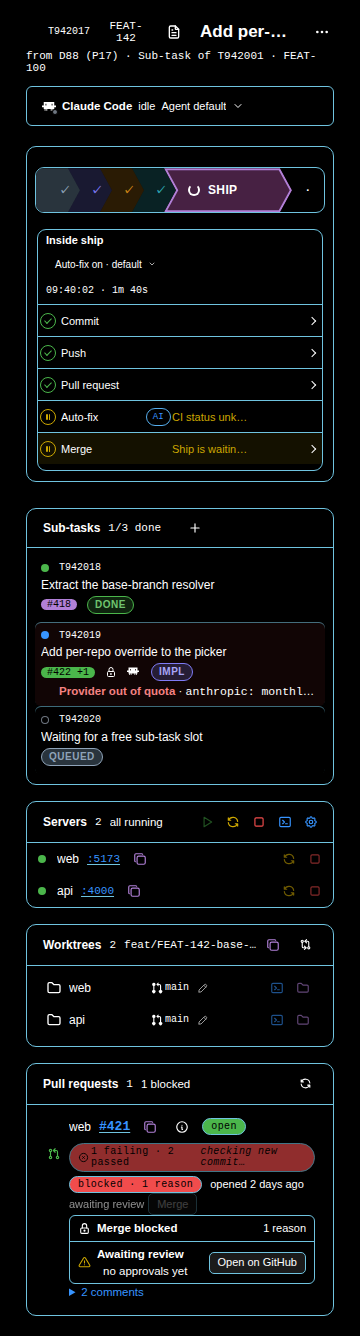 T942017 FEAT-142 Add per-…
from D88 (P17) · Sub-task of T942001 · FEAT-
100
Claude Code idle Agent default
SHIP
Inside ship
Auto-fix on · default
09:40:02 · 1m 40s
Commit
Push
Pull request
Auto-fix AI CI status unk…
Merge Ship is waitin…
Sub-tasks 1/3 done
T942018
Extract the base-branch resolver
#418 DONE
T942019
Add per-repo override to the picker
#422 +1 IMPL
Provider out of quota · anthropic: monthl…
T942020
Waiting for a free sub-task slot
QUEUED
Servers 2 all running
web :5173
api :4000
Worktrees 2 feat/FEAT-142-base-…
web main
api main
Pull requests 1 1 blocked
web #421 open
1 failing · 2 passed checking new commit…
blocked · 1 reason opened 2 days ago
awaiting review Merge
Merge blocked 1 reason
Awaiting review
no approvals yet Open on GitHub
2 comments